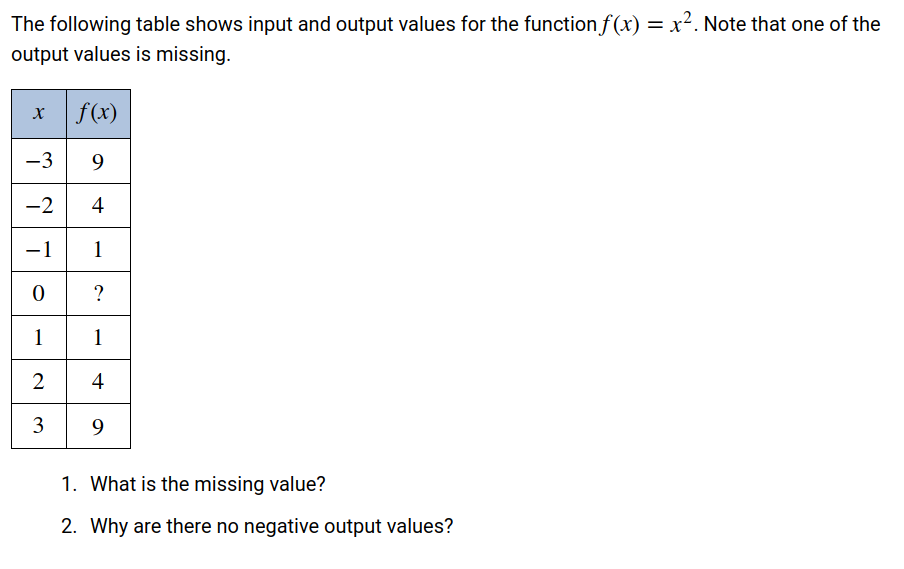 The following table shows input and output values for the function f(x) = x². Note that one of the
output values is missing.
x f(x)
−3 9
−2 4
−1 1
0 ?
1 1
2 4
3 9
1. What is the missing value?
2. Why are there no negative output values?